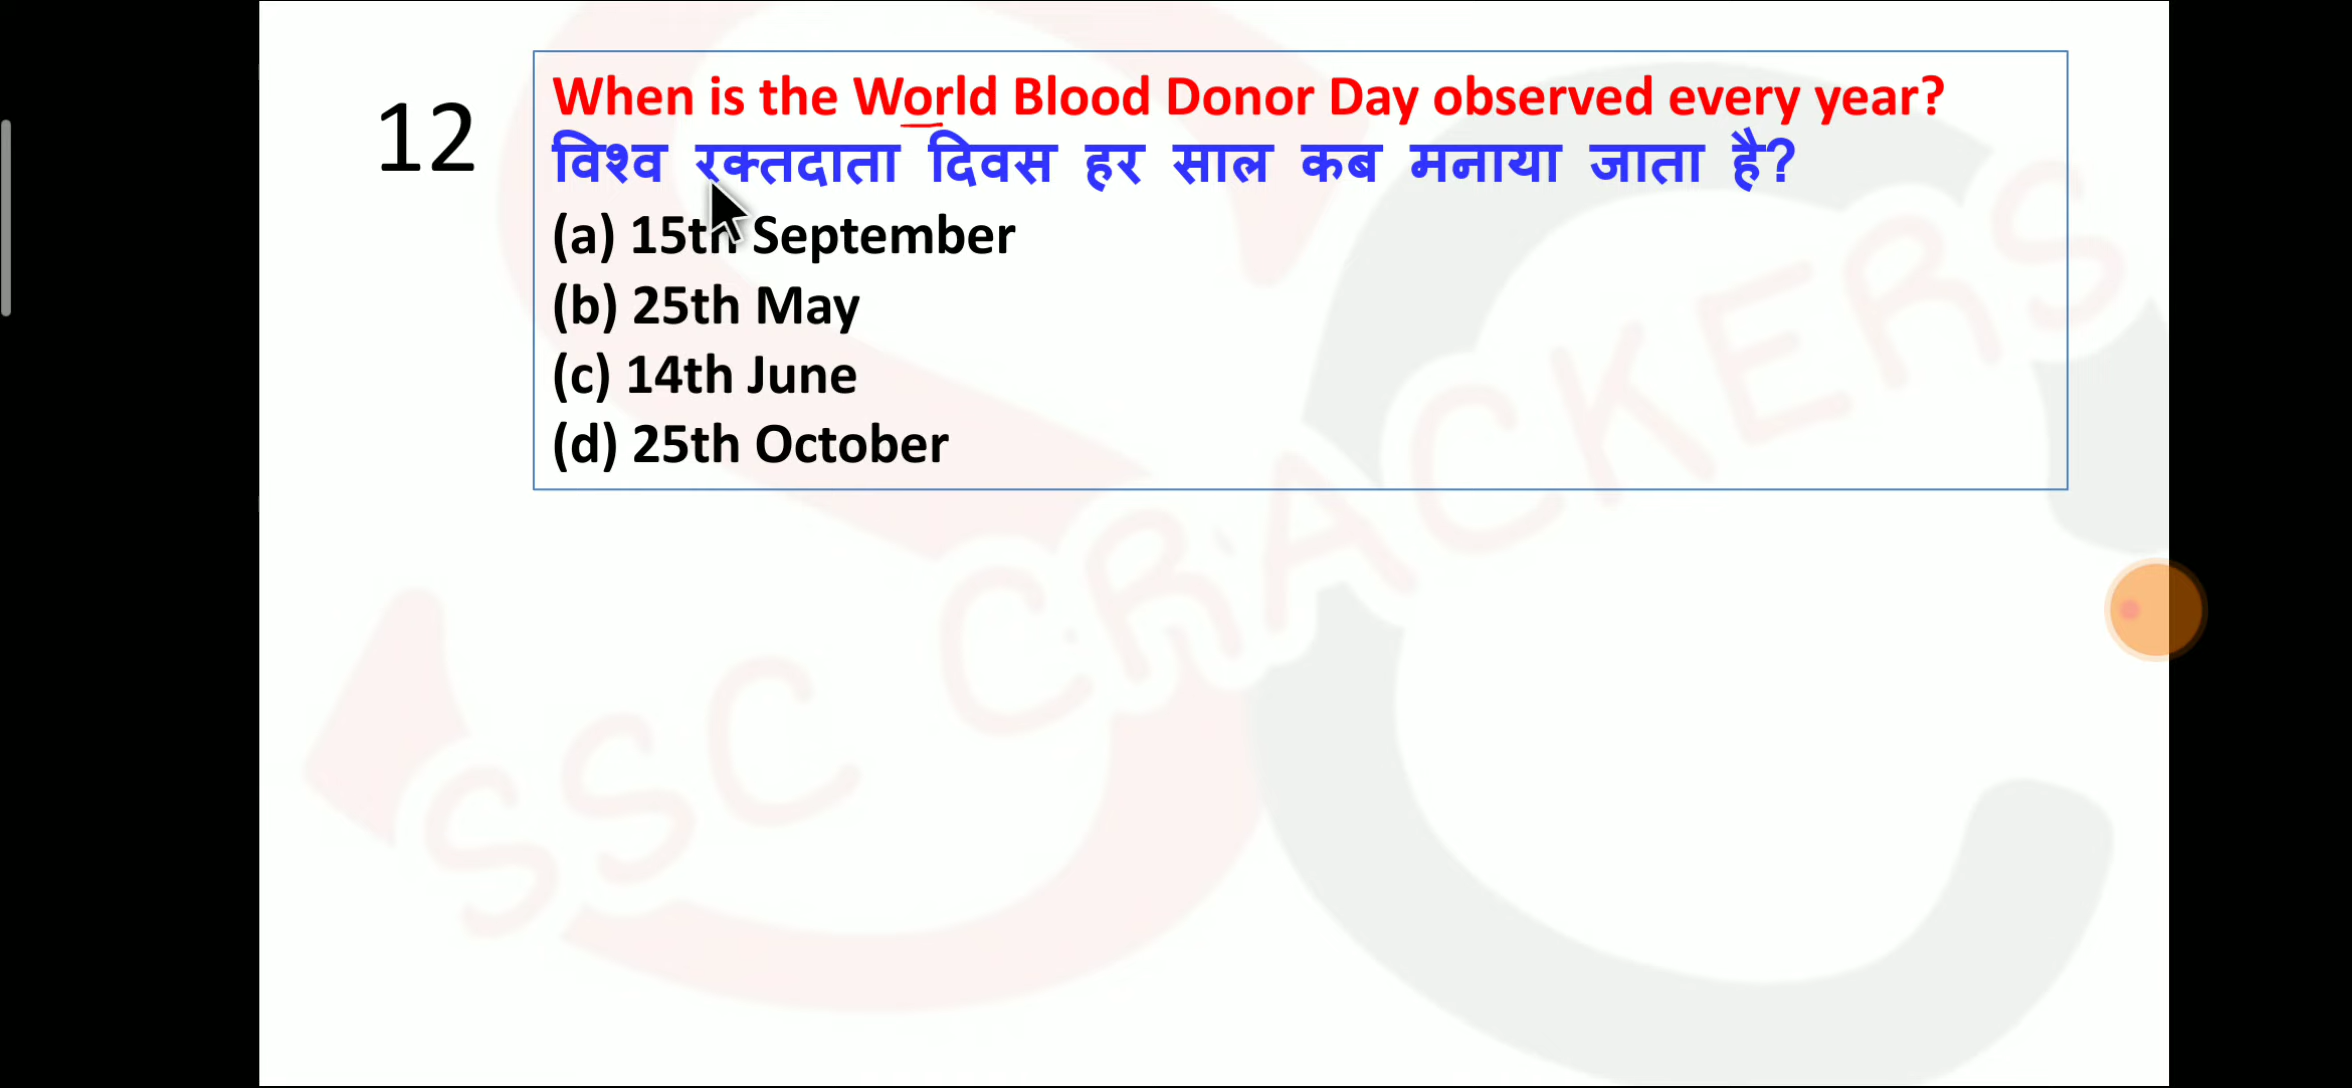 12
When is the World Blood Donor Day observed every year?
विश्व रक्तदाता दिवस हर साल कब मनाया जाता है?
(a) 15th September
(b) 25th May
(c) 14th June
(d) 25th October
SSC CRACKERS